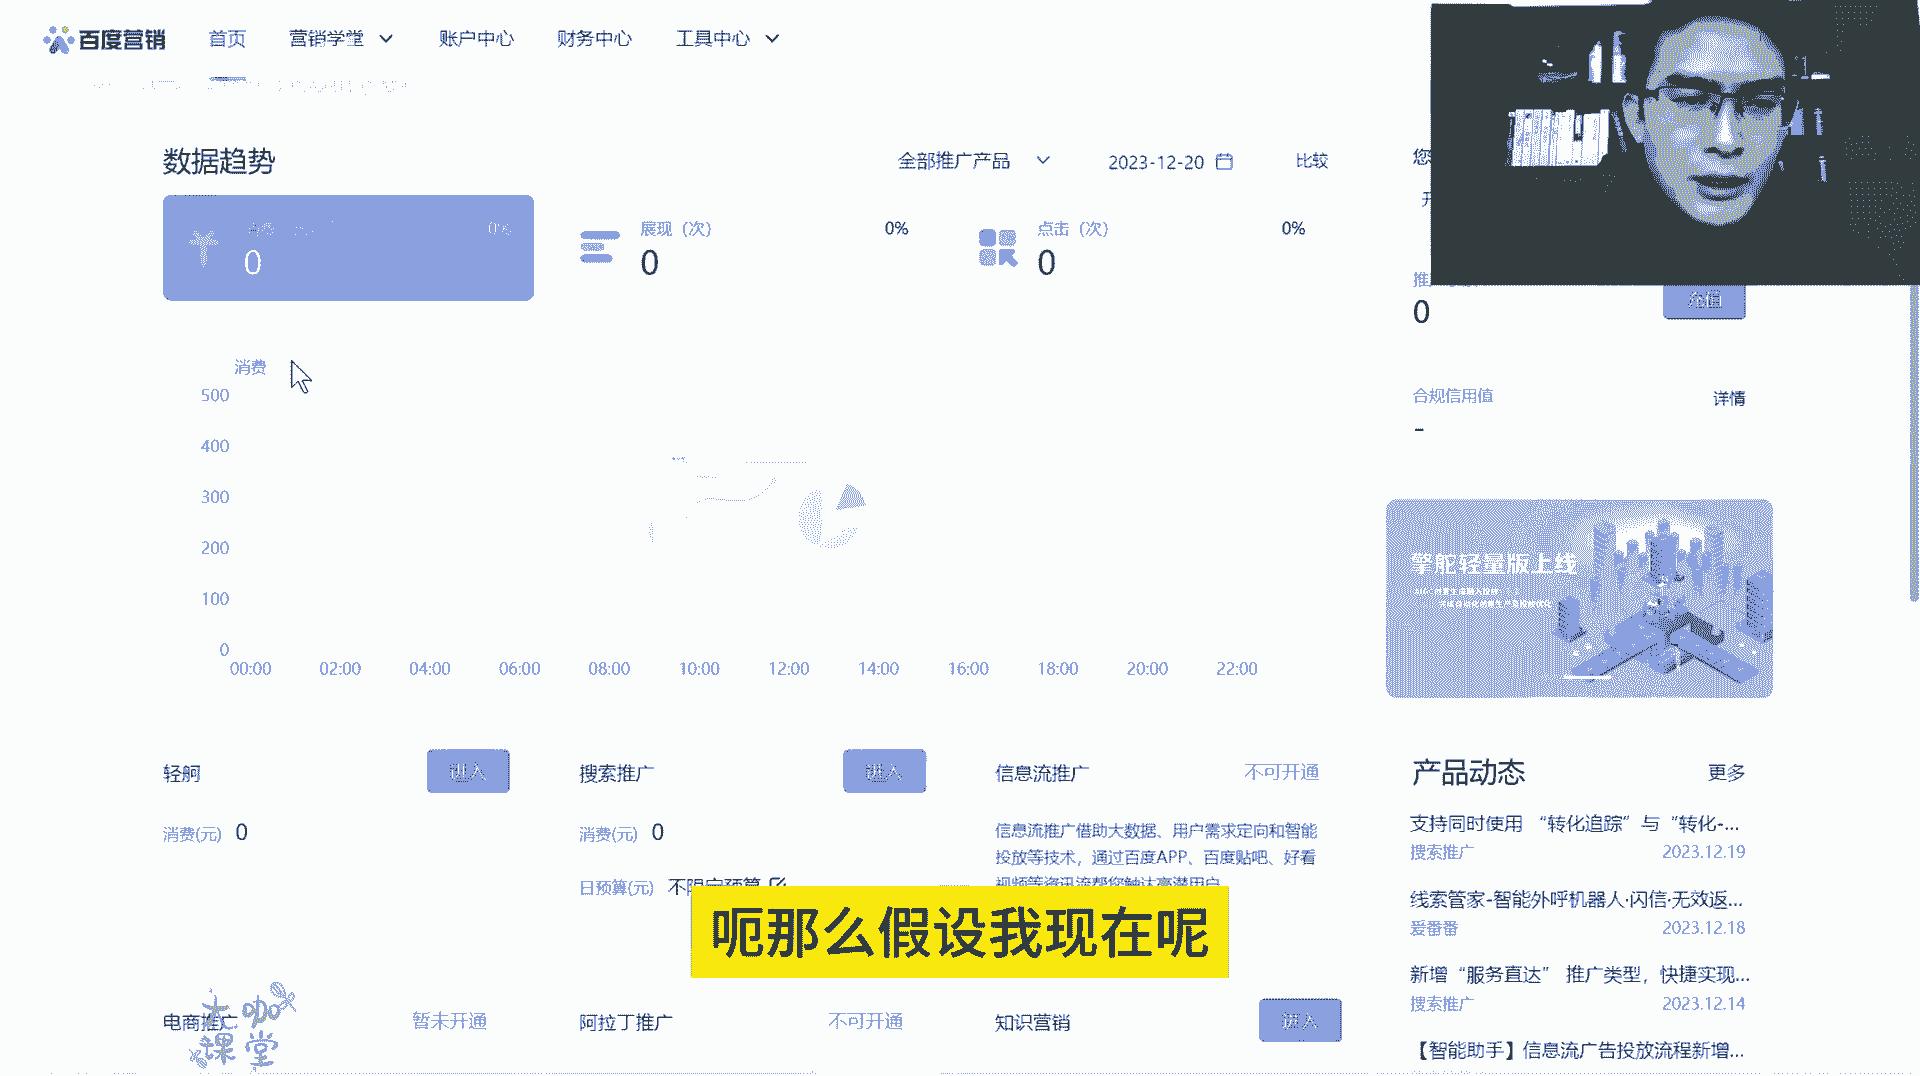 百度营销
首页
营销学堂
账户中心
财务中心
工具中心
数据趋势
全部推广产品
2023-12-20
比较
0%
0
展现（次）
0%
0
点击（次）
0%
0
0
充值
消费
500
400
300
200
100
0
00:00 02:00 04:00 06:00 08:00 10:00 12:00 14:00 16:00 18:00 20:00 22:00
合规信用值
详情
-
擎舵轻量版上线
轻舸
进入
消费(元) 0
搜索推广
进入
消费(元) 0
日预算(元) 不限定预算
信息流推广
不可开通
信息流推广借助大数据、用户需求定向和智能
投放等技术，通过百度APP、百度贴吧、好看
视频等资讯流帮您触达高潜用户
产品动态
更多
支持同时使用 “转化追踪”与“转化-...
搜索推广
2023.12.19
线索管家-智能外呼机器人·闪信·无效返...
爱番番
2023.12.18
新增“服务直达” 推广类型，快捷实现...
搜索推广
2023.12.14
【智能助手】信息流广告投放流程新增...
呃那么假设我现在呢
电商推广
暂未开通
阿拉丁推广
不可开通
知识营销
进入
大咖
课堂